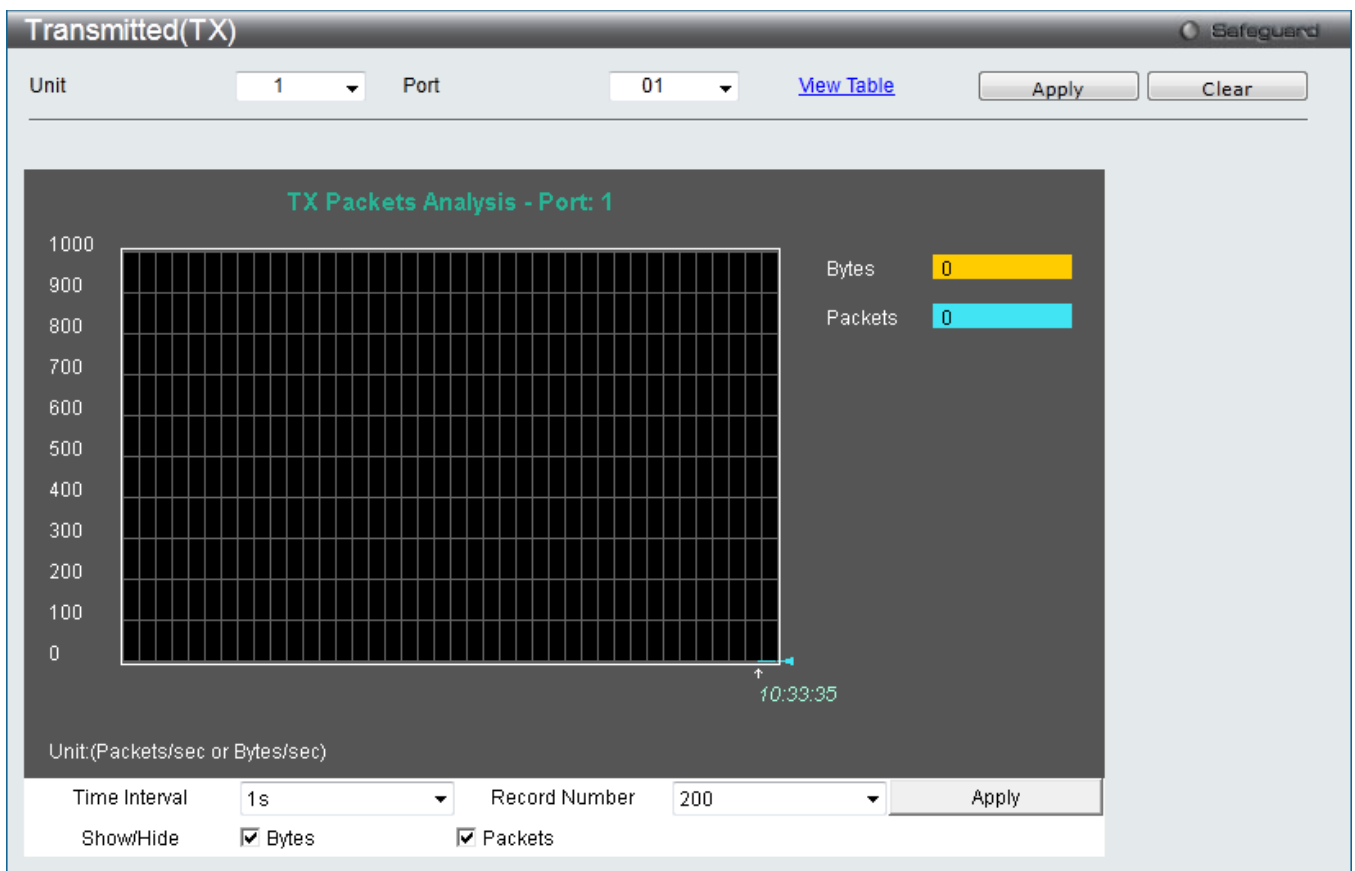 Transmitted(TX)
Safeguard
Unit 1 Port 01 View Table Apply Clear
TX Packets Analysis - Port: 1
1000
900
800
700
600
500
400
300
200
100
0
Bytes 0
Packets 0
10:33:35
Unit:(Packets/sec or Bytes/sec)
Time Interval 1s Record Number 200 Apply
Show/Hide Bytes Packets